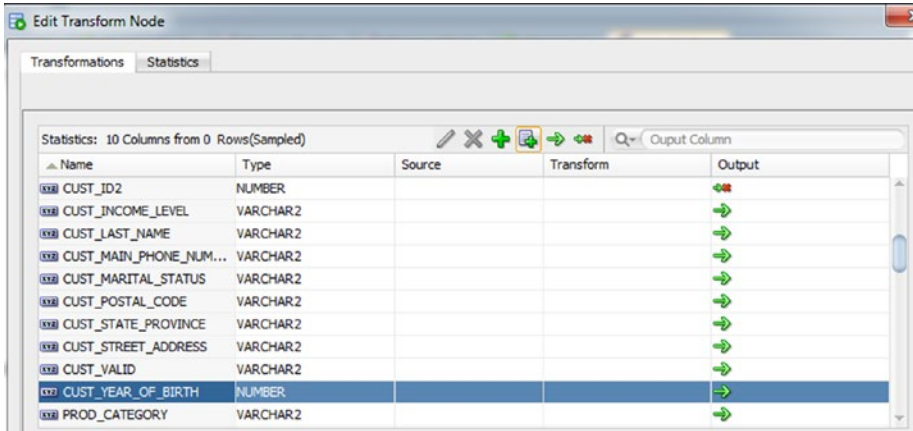 Edit Transform Node
Transformations Statistics
Statistics: 10 Columns from 0 Rows(Sampled) Ouput Column
Name Type Source Transform Output
CUST_ID2 NUMBER
CUST_INCOME_LEVEL VARCHAR2
CUST_LAST_NAME VARCHAR2
CUST_MAIN_PHONE_NUM... VARCHAR2
CUST_MARITAL_STATUS VARCHAR2
CUST_POSTAL_CODE VARCHAR2
CUST_STATE_PROVINCE VARCHAR2
CUST_STREET_ADDRESS VARCHAR2
CUST_VALID VARCHAR2
CUST_YEAR_OF_BIRTH NUMBER
PROD_CATEGORY VARCHAR2